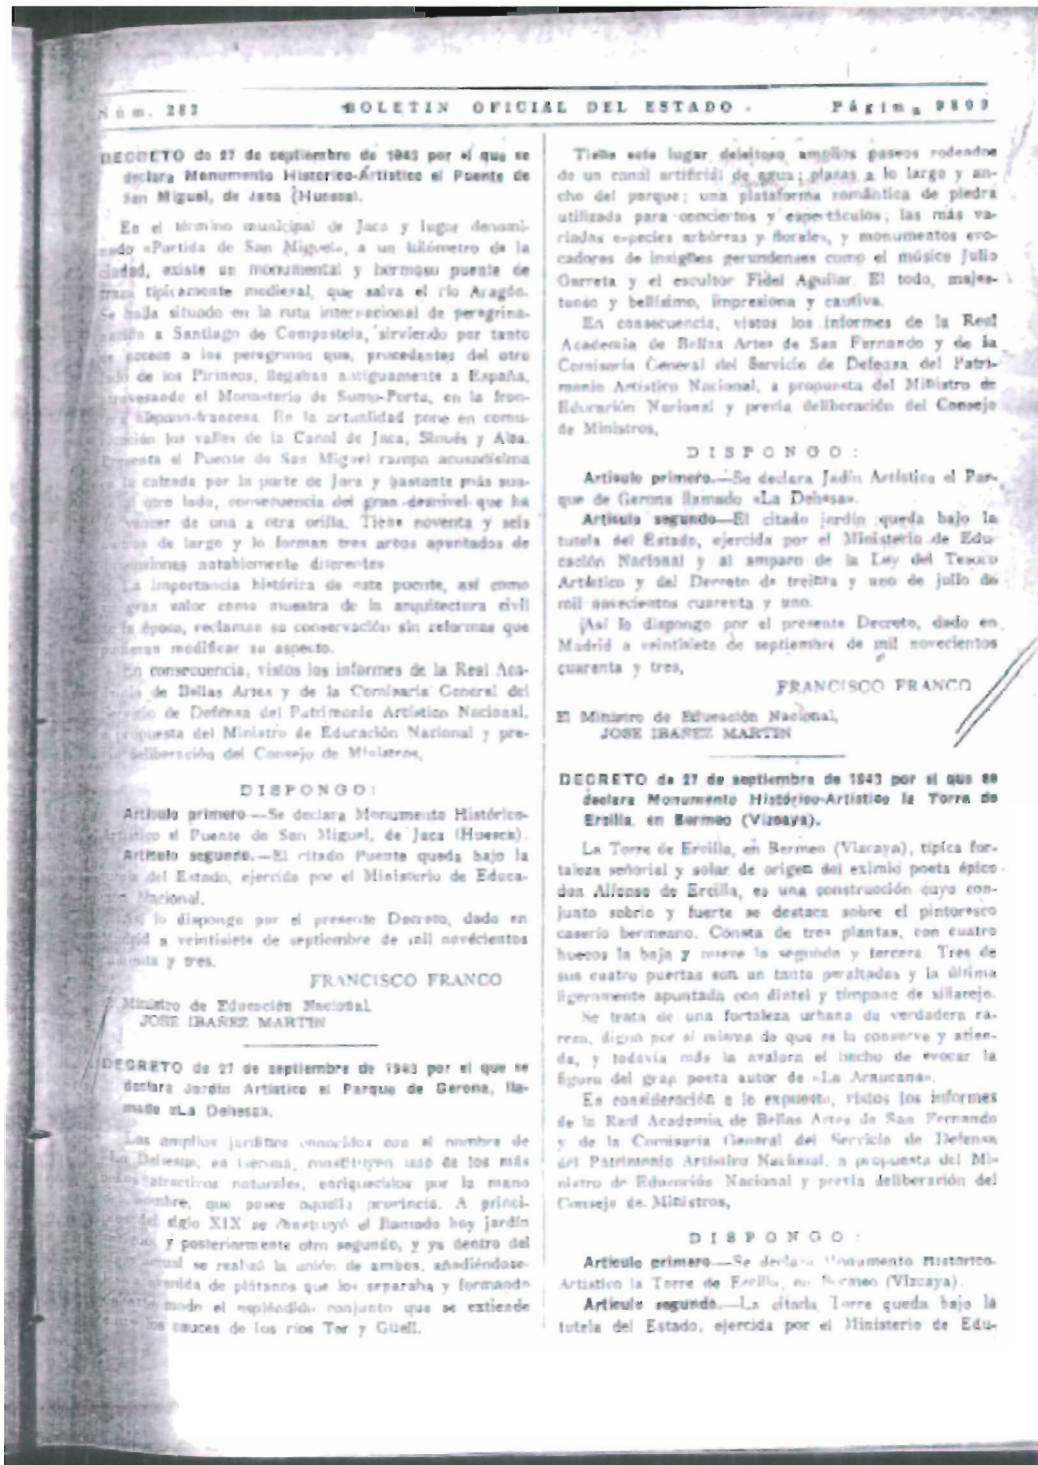 Núm. 283 BOLETIN OFICIAL DEL ESTADO Página 9809
DECRETO de 27 de septiembre de 1943 por el que se
declara Monumento Histórico-Artístico el Puente de
San Miguel, de Jaca (Huesca).
En el término municipal de Jaca y lugar denomi-
nado «Partida de San Miguel», a un kilómetro de la
ciudad, existe un monumental y hermoso puente de
traza típicamente medieval, que salva el río Aragón.
Se halla situado en la ruta internacional de peregrina-
a Santiago de Compostela, sirviendo por tanto
de acceso a los peregrinos que, procedentes del otro
lado de los Pirineos, llegaban antiguamente a España,
atravesando el Monasterio de Sumo-Porta, en la fron-
hispano-francesa. En la actualidad pone en comu-
los valles de la Canal de Jaca, Sinués y Aisa.
Presenta el Puente de San Miguel rampa acusadísima
en la calzada por la parte de Jaca y bastante más sua-
otro lado, consecuencia del gran desnivel que ha
vencer de una a otra orilla. Tiene noventa y seis
de largo y lo forman tres arcos apuntados de
notablemente diferentes
La importancia histórica de este puente, así como
gran valor como muestra de la arquitectura civil
la época, reclaman su conservación sin reformas que
pudieran modificar su aspecto.
En consecuencia, vistos los informes de la Real Aca-
de Bellas Artes y de la Comisaría General del
de Defensa del Patrimonio Artístico Nacional,
a propuesta del Ministro de Educación Nacional y pre-
deliberación del Consejo de Ministros,
DISPONGO:
Artículo primero.—Se declara Monumento Histórico-
Artístico el Puente de San Miguel, de Jaca (Huesca).
Artículo segundo.—El citado Puente queda bajo la
tutela del Estado, ejercida por el Ministerio de Educa-
Nacional.
Así lo dispongo por el presente Decreto, dado en
Madrid a veintisiete de septiembre de mil novecientos
y tres.
FRANCISCO FRANCO
Ministro de Educación Nacional,
JOSE IBAÑEZ MARTIN
DECRETO de 27 de septiembre de 1943 por el que se
declara Jardín Artístico el Parque de Gerona, lla-
mado «La Dehesa».
Los amplios jardines conocidos con el nombre de
«La Dehesa», en Gerona, constituyen uno de los más
atractivos naturales, enriquecidos por la mano
hombre, que posee aquella provincia. A princi-
del siglo XIX se construyó el llamado hoy jardín
y posteriormente otro segundo, y ya dentro del
actual se realizó la unión de ambos, añadiéndose-
avenida de plátanos que los separaba y formando
modo el espléndido conjunto que se extiende
los cauces de los ríos Ter y Güell.
Tiene este lugar deleitoso amplios paseos rodeados
de un canal artificial de agua; plazas a lo largo y an-
cho del parque; una plataforma romántica de piedra
utilizada para conciertos y espectáculos; las más va-
riadas especies arbóreas y florales, y monumentos evo-
cadores de insignes gerundenses como el músico Julio
Garreta y el escultor Fidel Aguilar. El todo, majes-
tuoso y bellísimo, impresiona y cautiva.
En consecuencia, vistos los informes de la Real
Academia de Bellas Artes de San Fernando y de la
Comisaría General del Servicio de Defensa del Patri-
monio Artístico Nacional, a propuesta del Ministro de
Educación Nacional y previa deliberación del Consejo
de Ministros,
DISPONGO:
Artículo primero.—Se declara Jadín Artístico el Par-
que de Gerona llamado «La Dehesa».
Artículo segundo—El citado jardín queda bajo la
tutela del Estado, ejercida por el Ministerio de Edu-
cación Nacional y al amparo de la Ley del Tesoro
Artístico y del Decreto de treinta y uno de julio de
mil novecientos cuarenta y uno.
Así lo dispongo por el presente Decreto, dado en
Madrid a veintisiete de septiembre de mil novecientos
cuarenta y tres,
FRANCISCO FRANCO
El Ministro de Educación Nacional,
JOSE IBAÑEZ MARTIN
DECRETO de 27 de septiembre de 1943 por el que se
declara Monumento Histórico-Artístico la Torre de
Ercilla, en Bermeo (Vizcaya).
La Torre de Ercilla, en Bermeo (Vizcaya), típica for-
taleza señorial y solar de origen del eximio poeta épico
don Alfonso de Ercilla, es una construcción cuyo con-
junto sobrio y fuerte se destaca sobre el pintoresco
caserío bermeano. Consta de tres plantas, con cuatro
huecos la baja y nueve la segunda y tercera. Tres de
sus cuatro puertas son un tanto peraltadas y la última
ligeramente apuntada con dintel y tímpano de sillarejo.
Se trata de una fortaleza urbana de verdadera ra-
reza, digna por sí misma de que se la conserve y atien-
da, y todavía más la avalora el hecho de evocar la
figura del gran poeta autor de «La Araucana».
En consideración a lo expuesto, vistos los informes
de la Real Academia de Bellas Artes de San Fernando
y de la Comisaría General del Servicio de Defensa
del Patrimonio Artístico Nacional, a propuesta del Mi-
nistro de Educación Nacional y previa deliberación del
Consejo de Ministros,
DISPONGO:
Artículo primero—Se declara Monumento Histórico-
Artístico la Torre de Ercilla, en Bermeo (Vizcaya).
Artículo segundo.—La citada Torre queda bajo la
tutela del Estado, ejercida por el Ministerio de Edu-